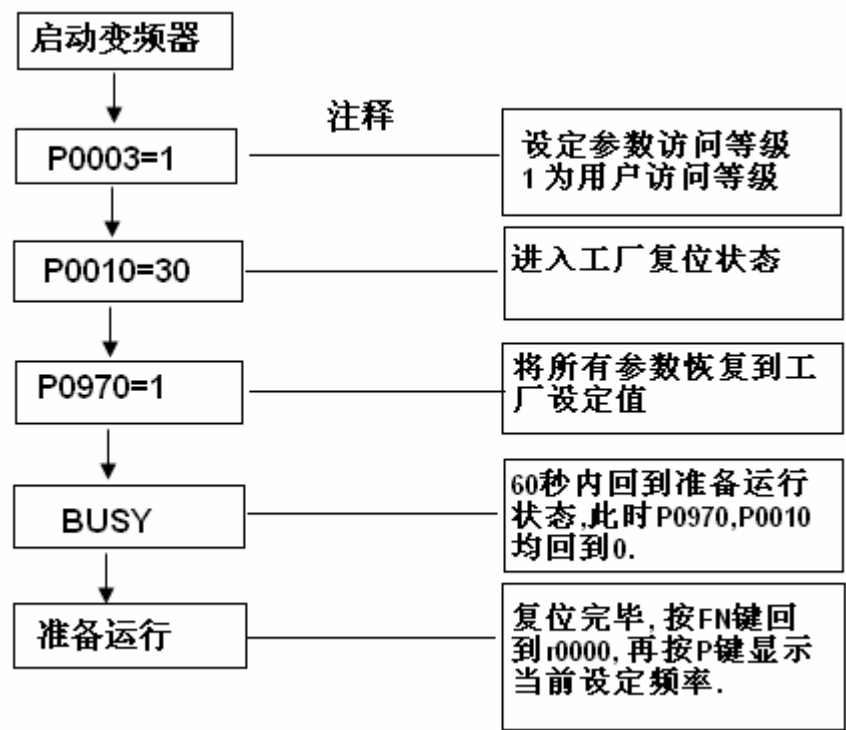 启动变频器
注释
P0003=1
设定参数访问等级
1 为用户访问等级
P0010=30
进入工厂复位状态
P0970=1
将所有参数恢复到工
厂设定值
BUSY
60秒内回到准备运行
状态,此时P0970,P0010
均回到0.
准备运行
复位完毕,按FN键回
到r0000,再按P键显示
当前设定频率.